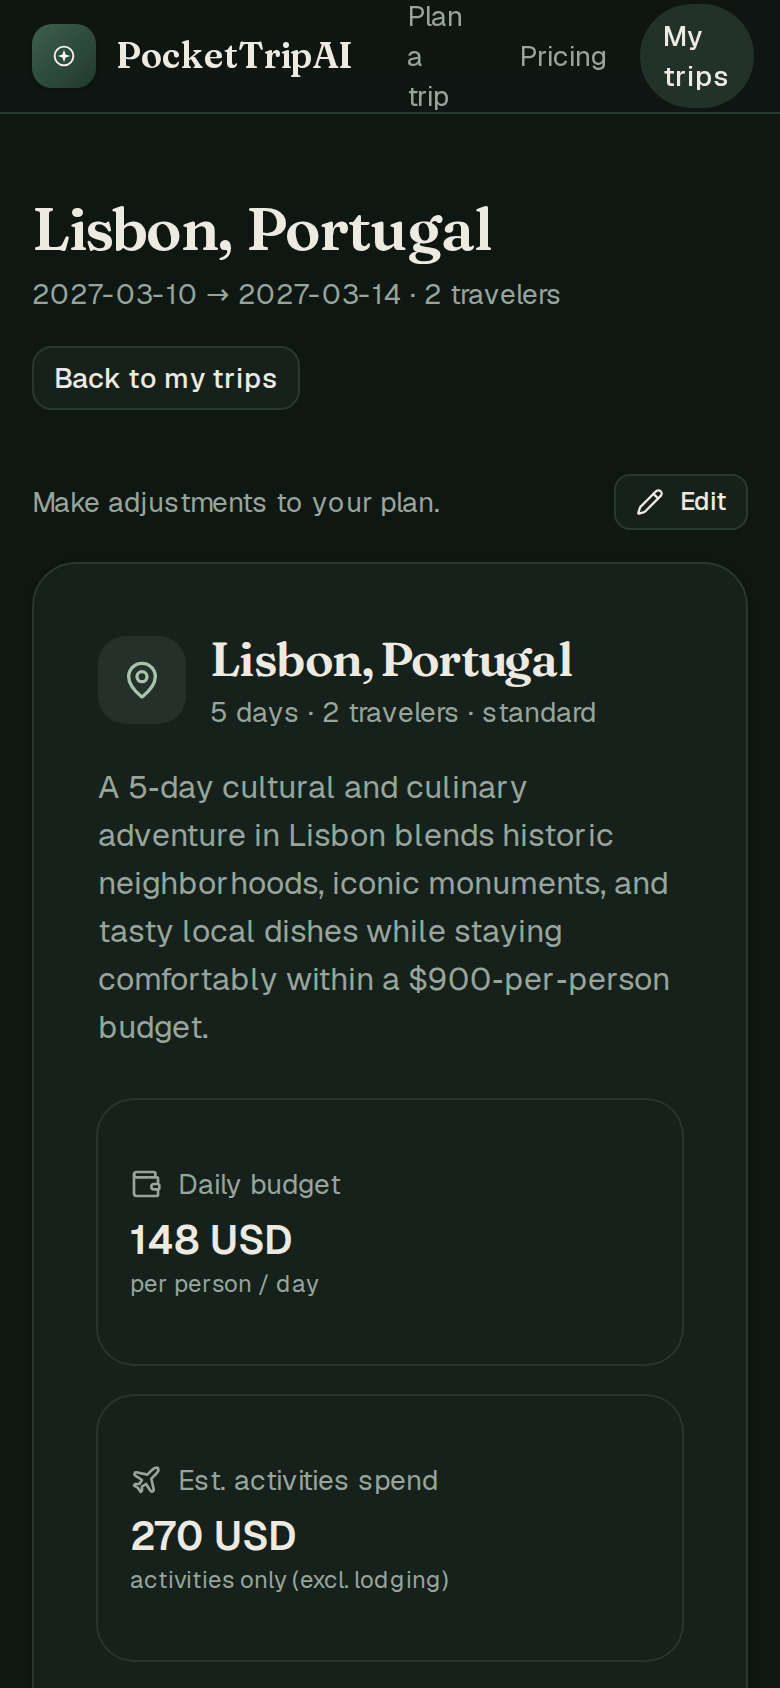 PocketTripAI
Plan
a
trip
Pricing
My
trips
Lisbon, Portugal
2027-03-10 → 2027-03-14 · 2 travelers
Back to my trips
Make adjustments to your plan.
Edit
Lisbon, Portugal
5 days · 2 travelers · standard
A 5-day cultural and culinary
adventure in Lisbon blends historic
neighborhoods, iconic monuments, and
tasty local dishes while staying
comfortably within a $900-per-person
budget.
Daily budget
148 USD
per person / day
Est. activities spend
270 USD
activities only (excl. lodging)